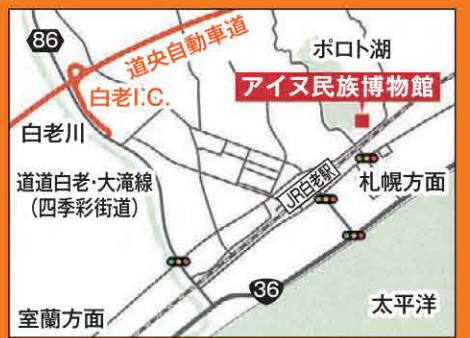 86
道央自動車道
ポロト湖
白老I.C.
アイヌ民族博物館
白老川
道道白老・大滝線
(四季彩街道)
JR白老駅
札幌方面
36
室蘭方面
太平洋